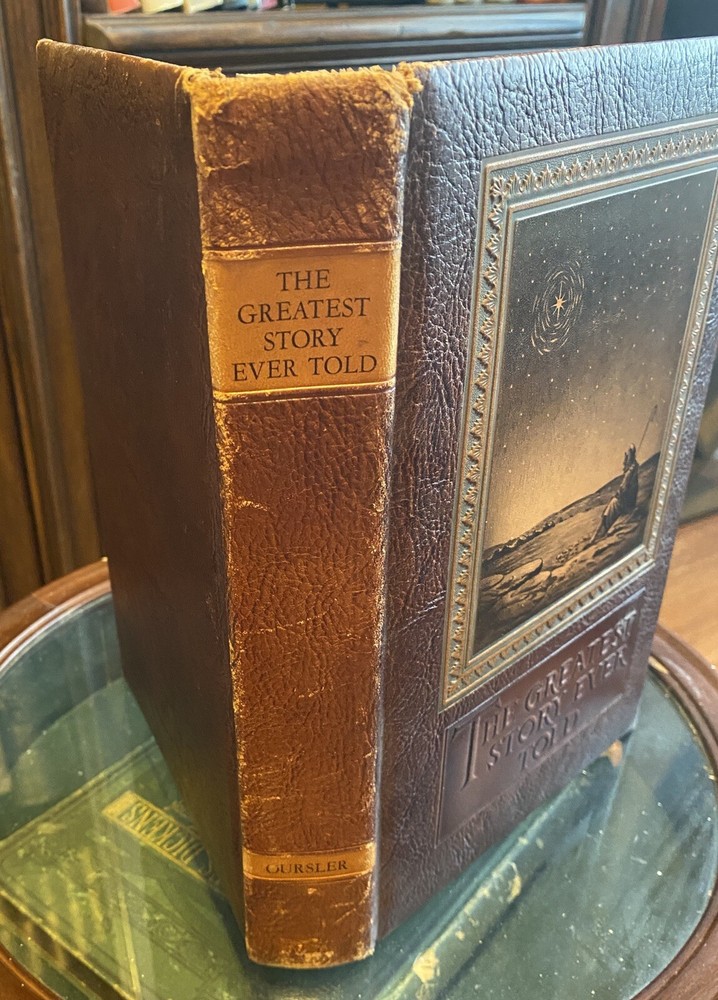 THE
GREATEST
STORY
EVER TOLD
OURSLER
THE GREATEST
STORY EVER
TOLD
DICKENS